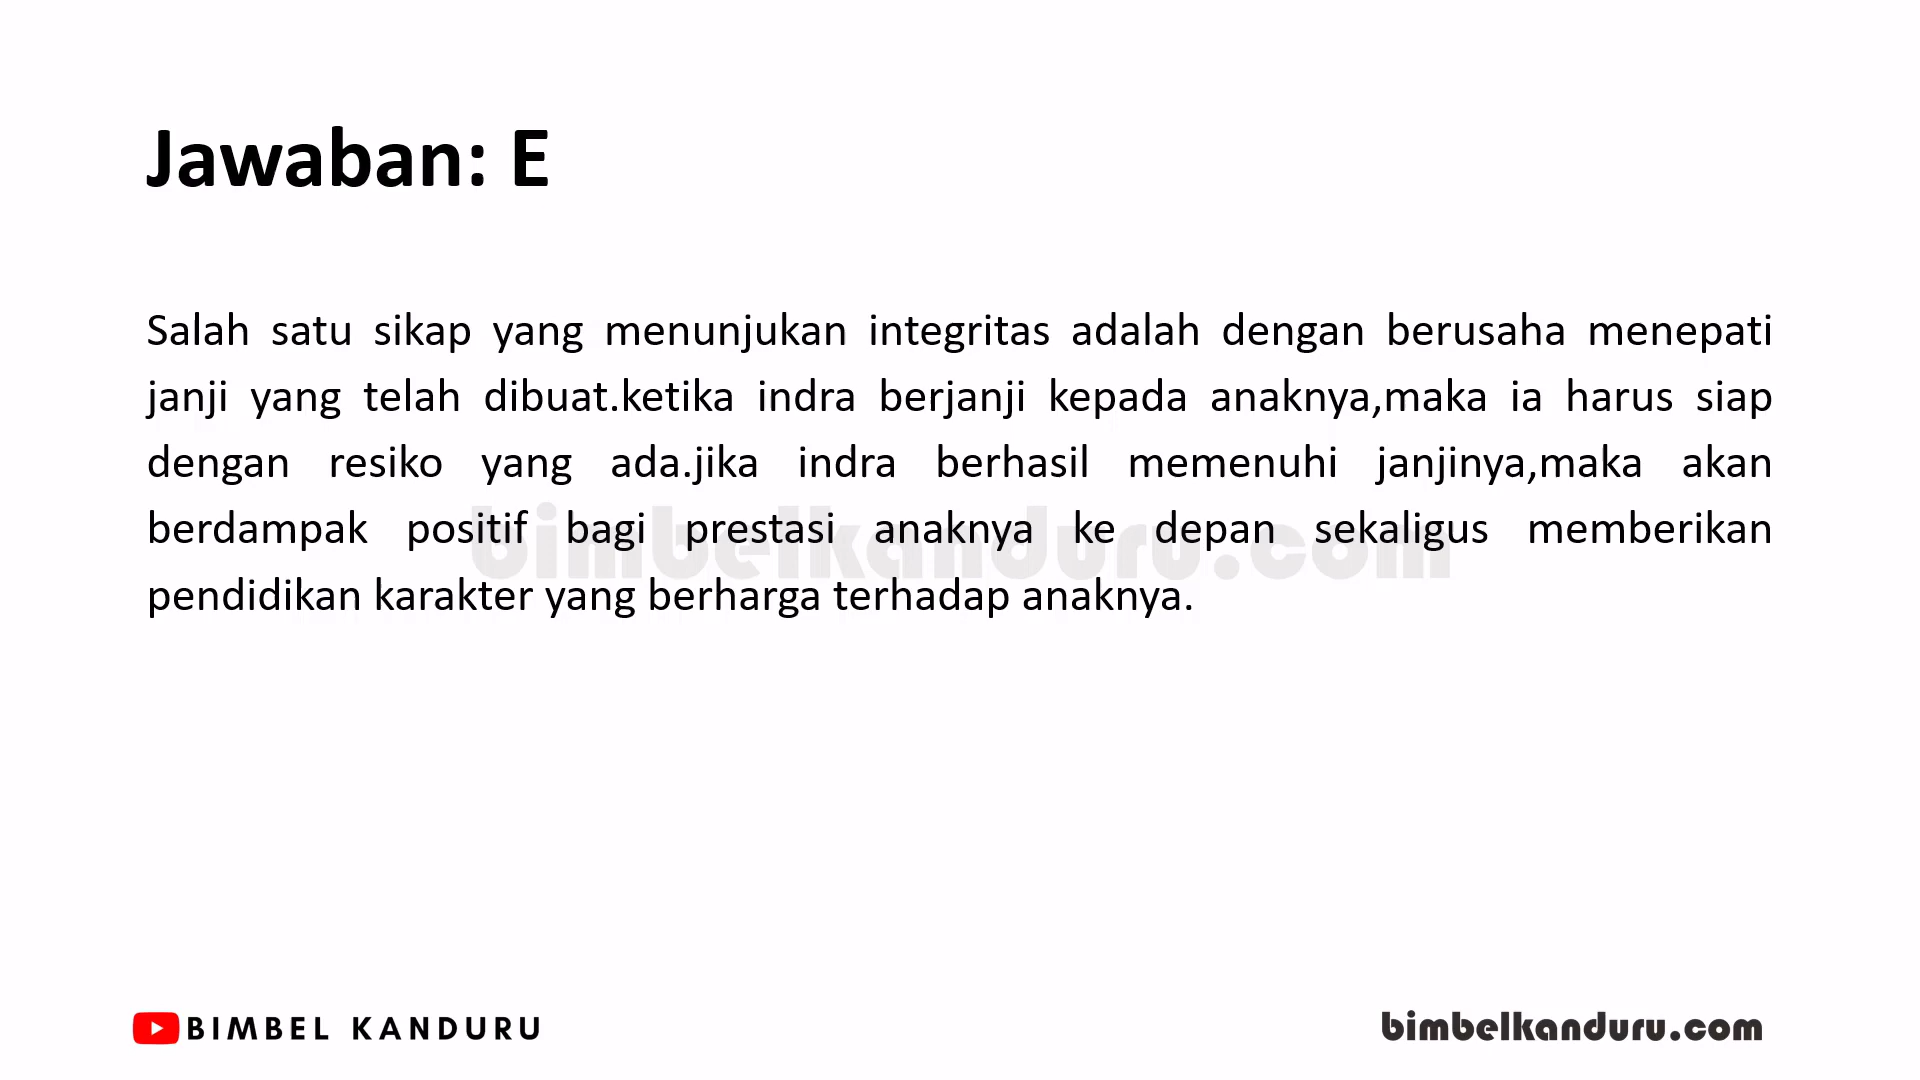 Jawaban: E
Salah satu sikap yang menunjukan integritas adalah dengan berusaha menepati
janji yang telah dibuat.ketika indra berjanji kepada anaknya,maka ia harus siap
dengan resiko yang ada.jika indra berhasil memenuhi janjinya,maka akan
berdampak positif bagi prestasi anaknya ke depan sekaligus memberikan
bimbelkanduru.com
pendidikan karakter yang berharga terhadap anaknya.
BIMBEL KANDURU
bimbelkanduru.com